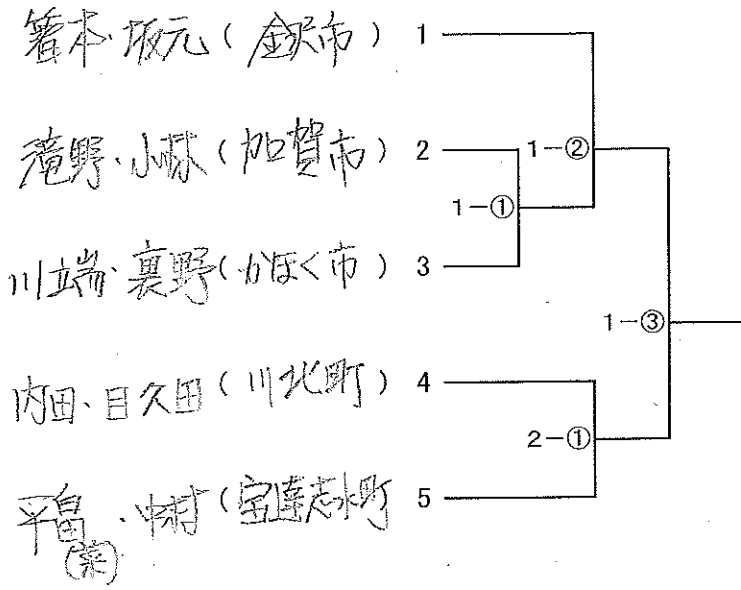 箸本・坂元（金沢市）1
滝野・小林（加賀市）2
1－②
1－①
川端・裏野（かほく市）3
1－③
内田・目久田（川北町）4
2－①
平畠・中村（宝達志水町 5